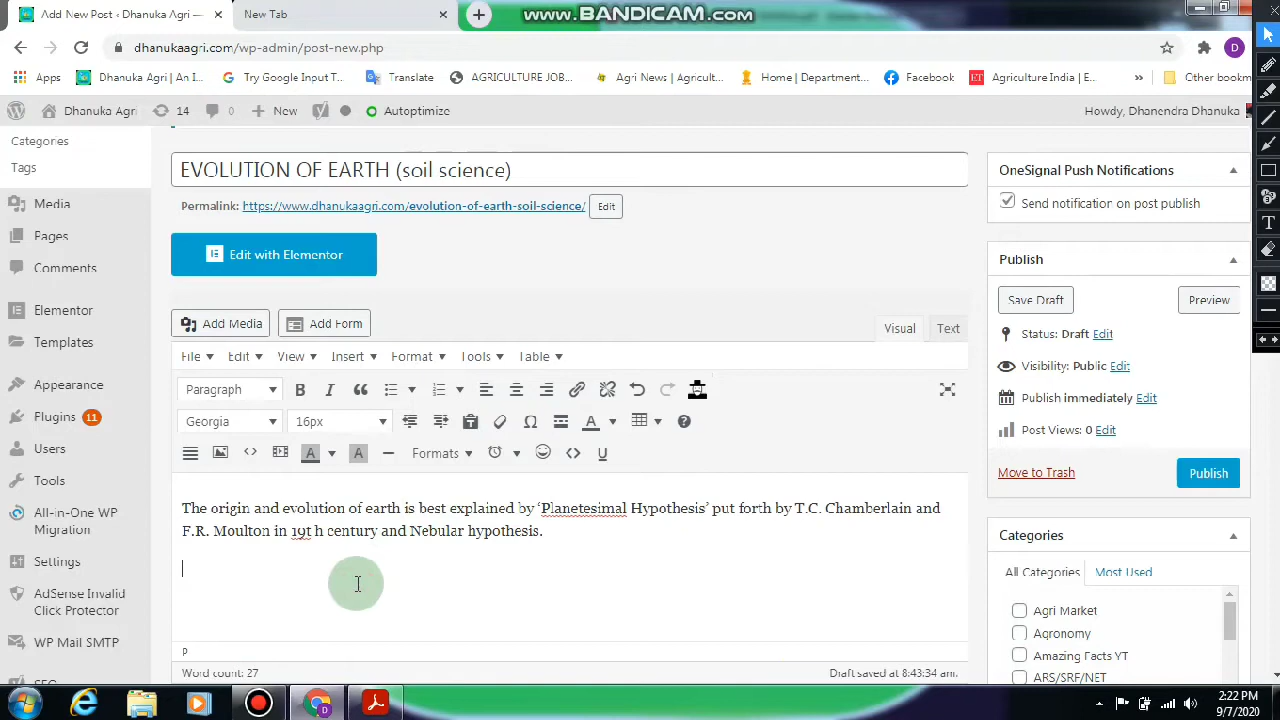 Add New Post ‹ Dhanuka Agri —
New Tab
www.BANDICAM.com
dhanukaagri.com/wp-admin/post-new.php
D
Apps
Dhanuka Agri | An I...
Try Google Input T...
Translate
AGRICULTURE JOB...
Agri News | Agricult...
Home | Department...
Facebook
ET
Agriculture India | E...
»
Other bookm
Dhanuka Agri
14
0
New
Autoptimize
Howdy, Dhanendra Dhanuka
Categories
Tags
Media
Pages
Comments
Elementor
Templates
Appearance
Plugins 11
Users
Tools
All-in-One WP
Migration
Settings
AdSense Invalid
Click Protector
WP Mail SMTP
SEO
EVOLUTION OF EARTH (soil science)
Permalink: https://www.dhanukaagri.com/evolution-of-earth-soil-science/ Edit
Edit with Elementor
Add Media
Add Form
Visual
Text
File Edit View Insert Format Tools Table
Paragraph B I
Georgia 16px
Formats
The origin and evolution of earth is best explained by ‘Planetesimal Hypothesis’ put forth by T.C. Chamberlain and
F.R. Moulton in 19t h century and Nebular hypothesis.
P
Word count: 27
Draft saved at 8:43:34 am.
OneSignal Push Notifications
Send notification on post publish
Publish
Save Draft
Preview
Status: Draft Edit
Visibility: Public Edit
Publish immediately Edit
Post Views: 0 Edit
Move to Trash
Publish
Categories
All Categories
Most Used
Agri Market
Agronomy
Amazing Facts YT
ARS/SRF/NET
2:22 PM
9/7/2020